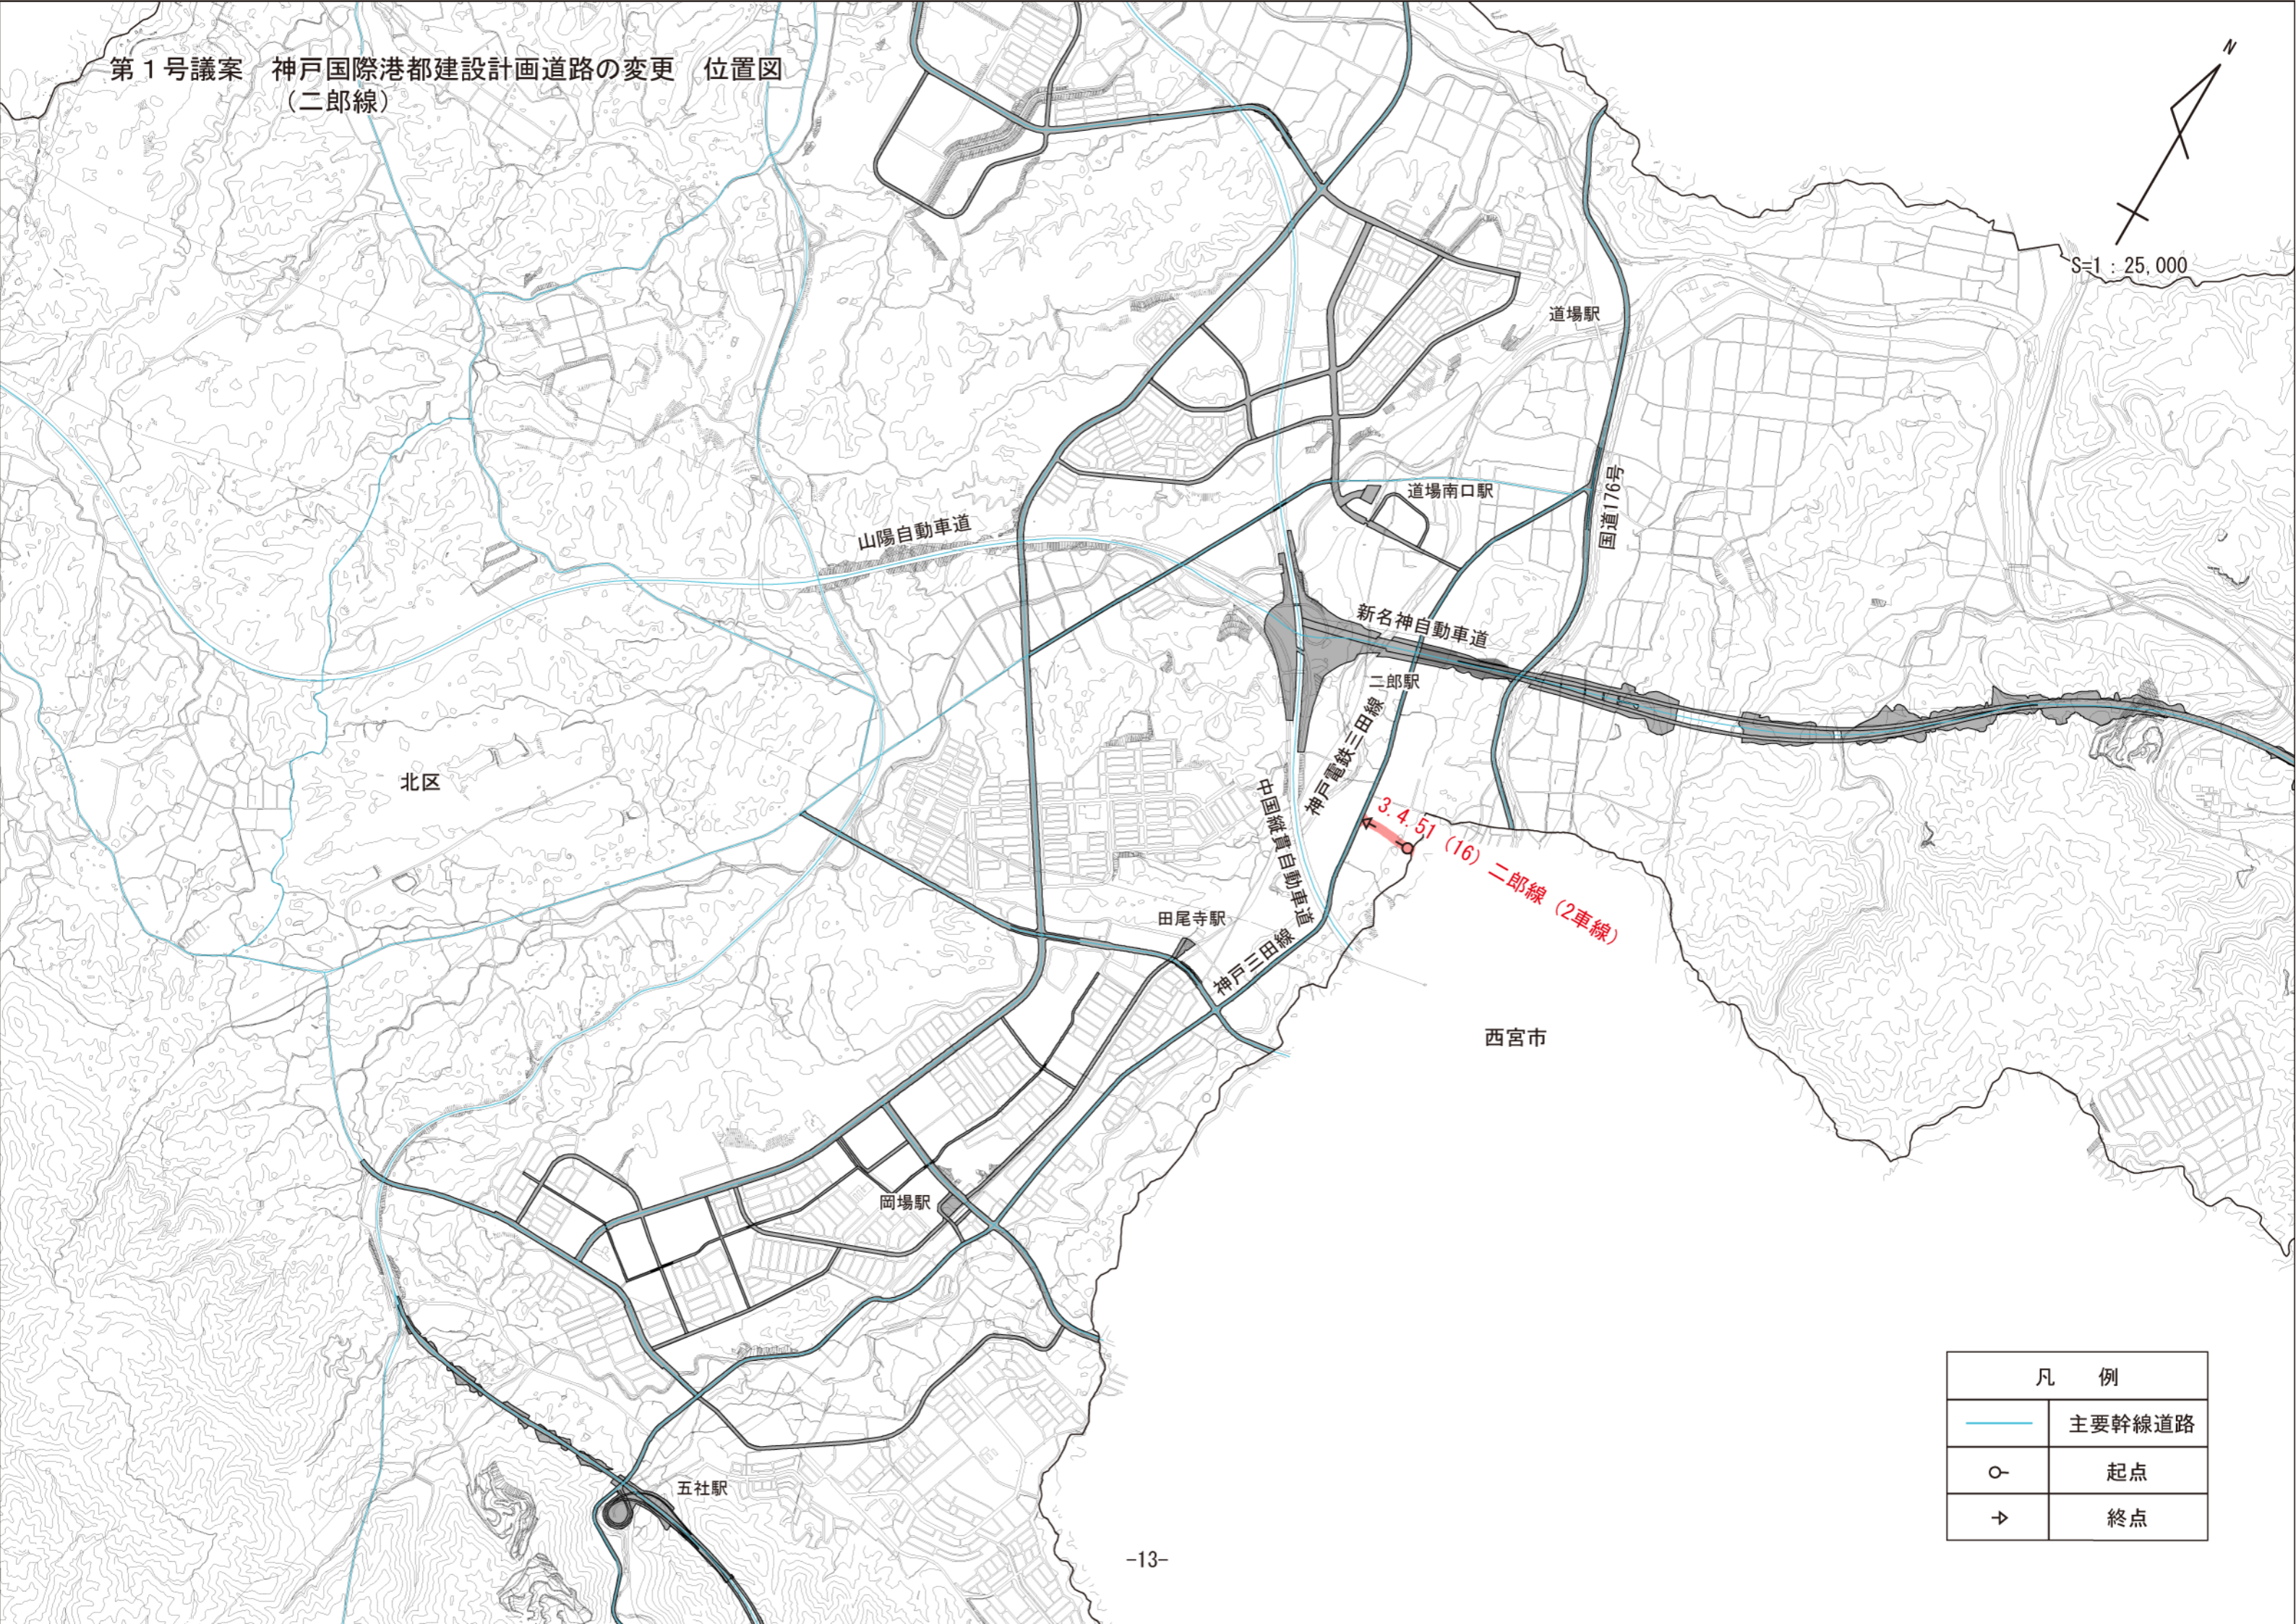 第1号議案　神戸国際港都建設計画道路の変更　位置図
（二郎線）
N
S=1：25,000
道場駅
道場南口駅
国道176号
山陽自動車道
新名神自動車道
二郎駅
神戸電鉄三田線
北区
中国縦貫自動車道
3.4.51（16）二郎線（2車線）
田尾寺駅
神戸三田線
西宮市
岡場駅
五社駅
凡　例
主要幹線道路
起点
終点
-13-